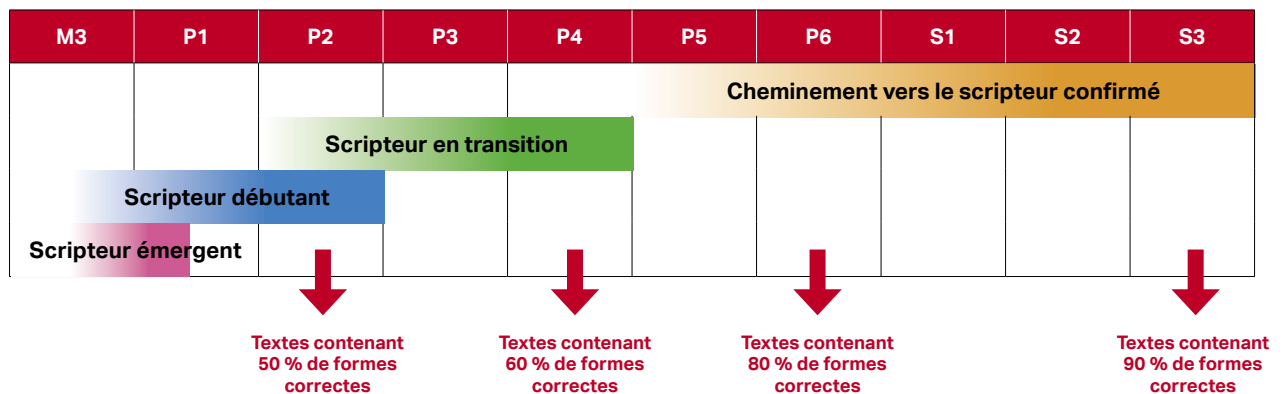 M3 P1 P2 P3 P4 P5 P6 S1 S2 S3
Cheminement vers le scripteur confirmé
Scripteur en transition
Scripteur débutant
Scripteur émergent
Textes contenant
50 % de formes
correctes
Textes contenant
60 % de formes
correctes
Textes contenant
80 % de formes
correctes
Textes contenant
90 % de formes
correctes